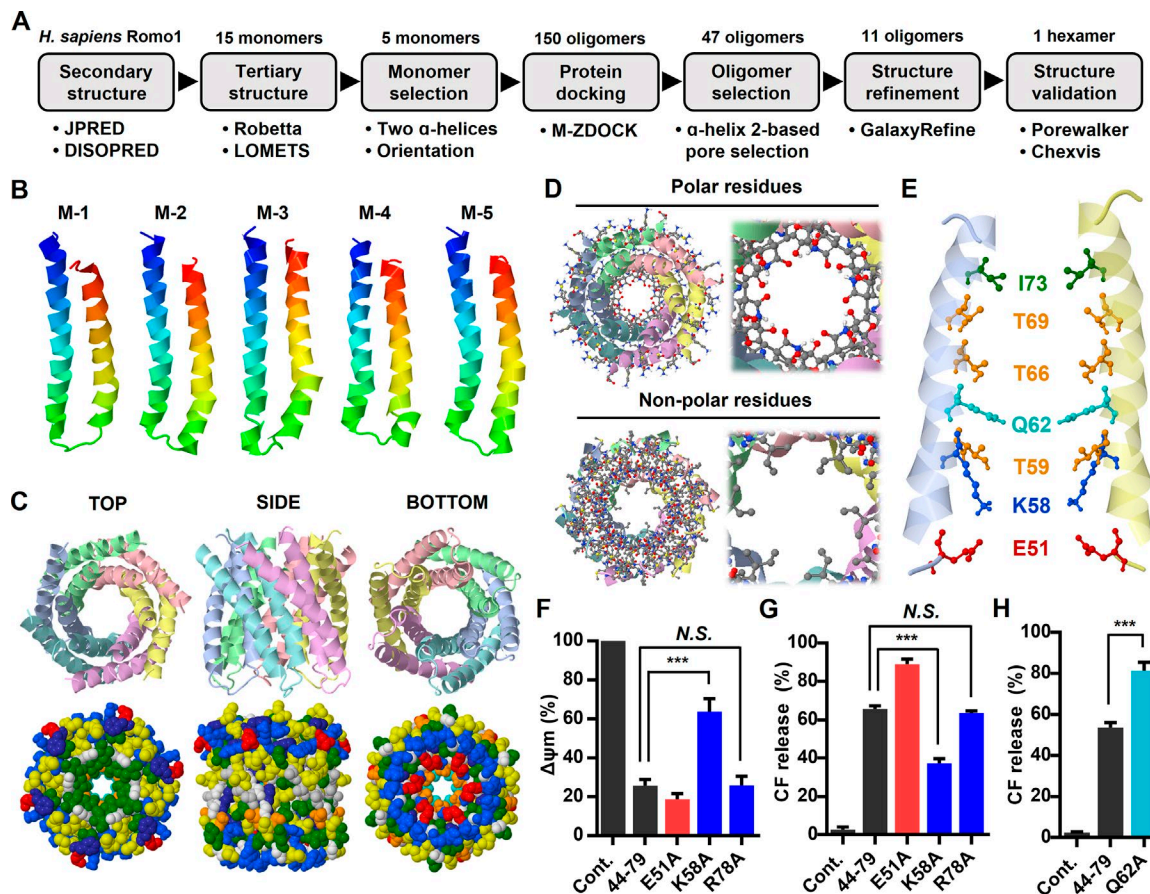 A
H. sapiens Romo1
15 monomers
5 monomers
150 oligomers
47 oligomers
11 oligomers
1 hexamer
Secondary
structure
Tertiary
structure
Monomer
selection
Protein
docking
Oligomer
selection
Structure
refinement
Structure
validation
• JPRED
• DISOPRED
• Robetta
• LOMETS
• Two α-helices
• Orientation
• M-ZDOCK
• α-helix 2-based
pore selection
• GalaxyRefine
• Porewalker
• Chexvis
B
M-1
M-2
M-3
M-4
M-5
C
TOP
SIDE
BOTTOM
D
Polar residues
Non-polar residues
E
I73
T69
T66
Q62
T59
K58
E51
F
Δψm (%)
100
80
60
40
20
0
N.S.
***
Cont.
44-79
E51A
K58A
R78A
G
CF release (%)
100
80
60
40
20
0
N.S.
***
Cont.
44-79
E51A
K58A
R78A
H
CF release (%)
100
80
60
40
20
0
***
Cont.
44-79
Q62A